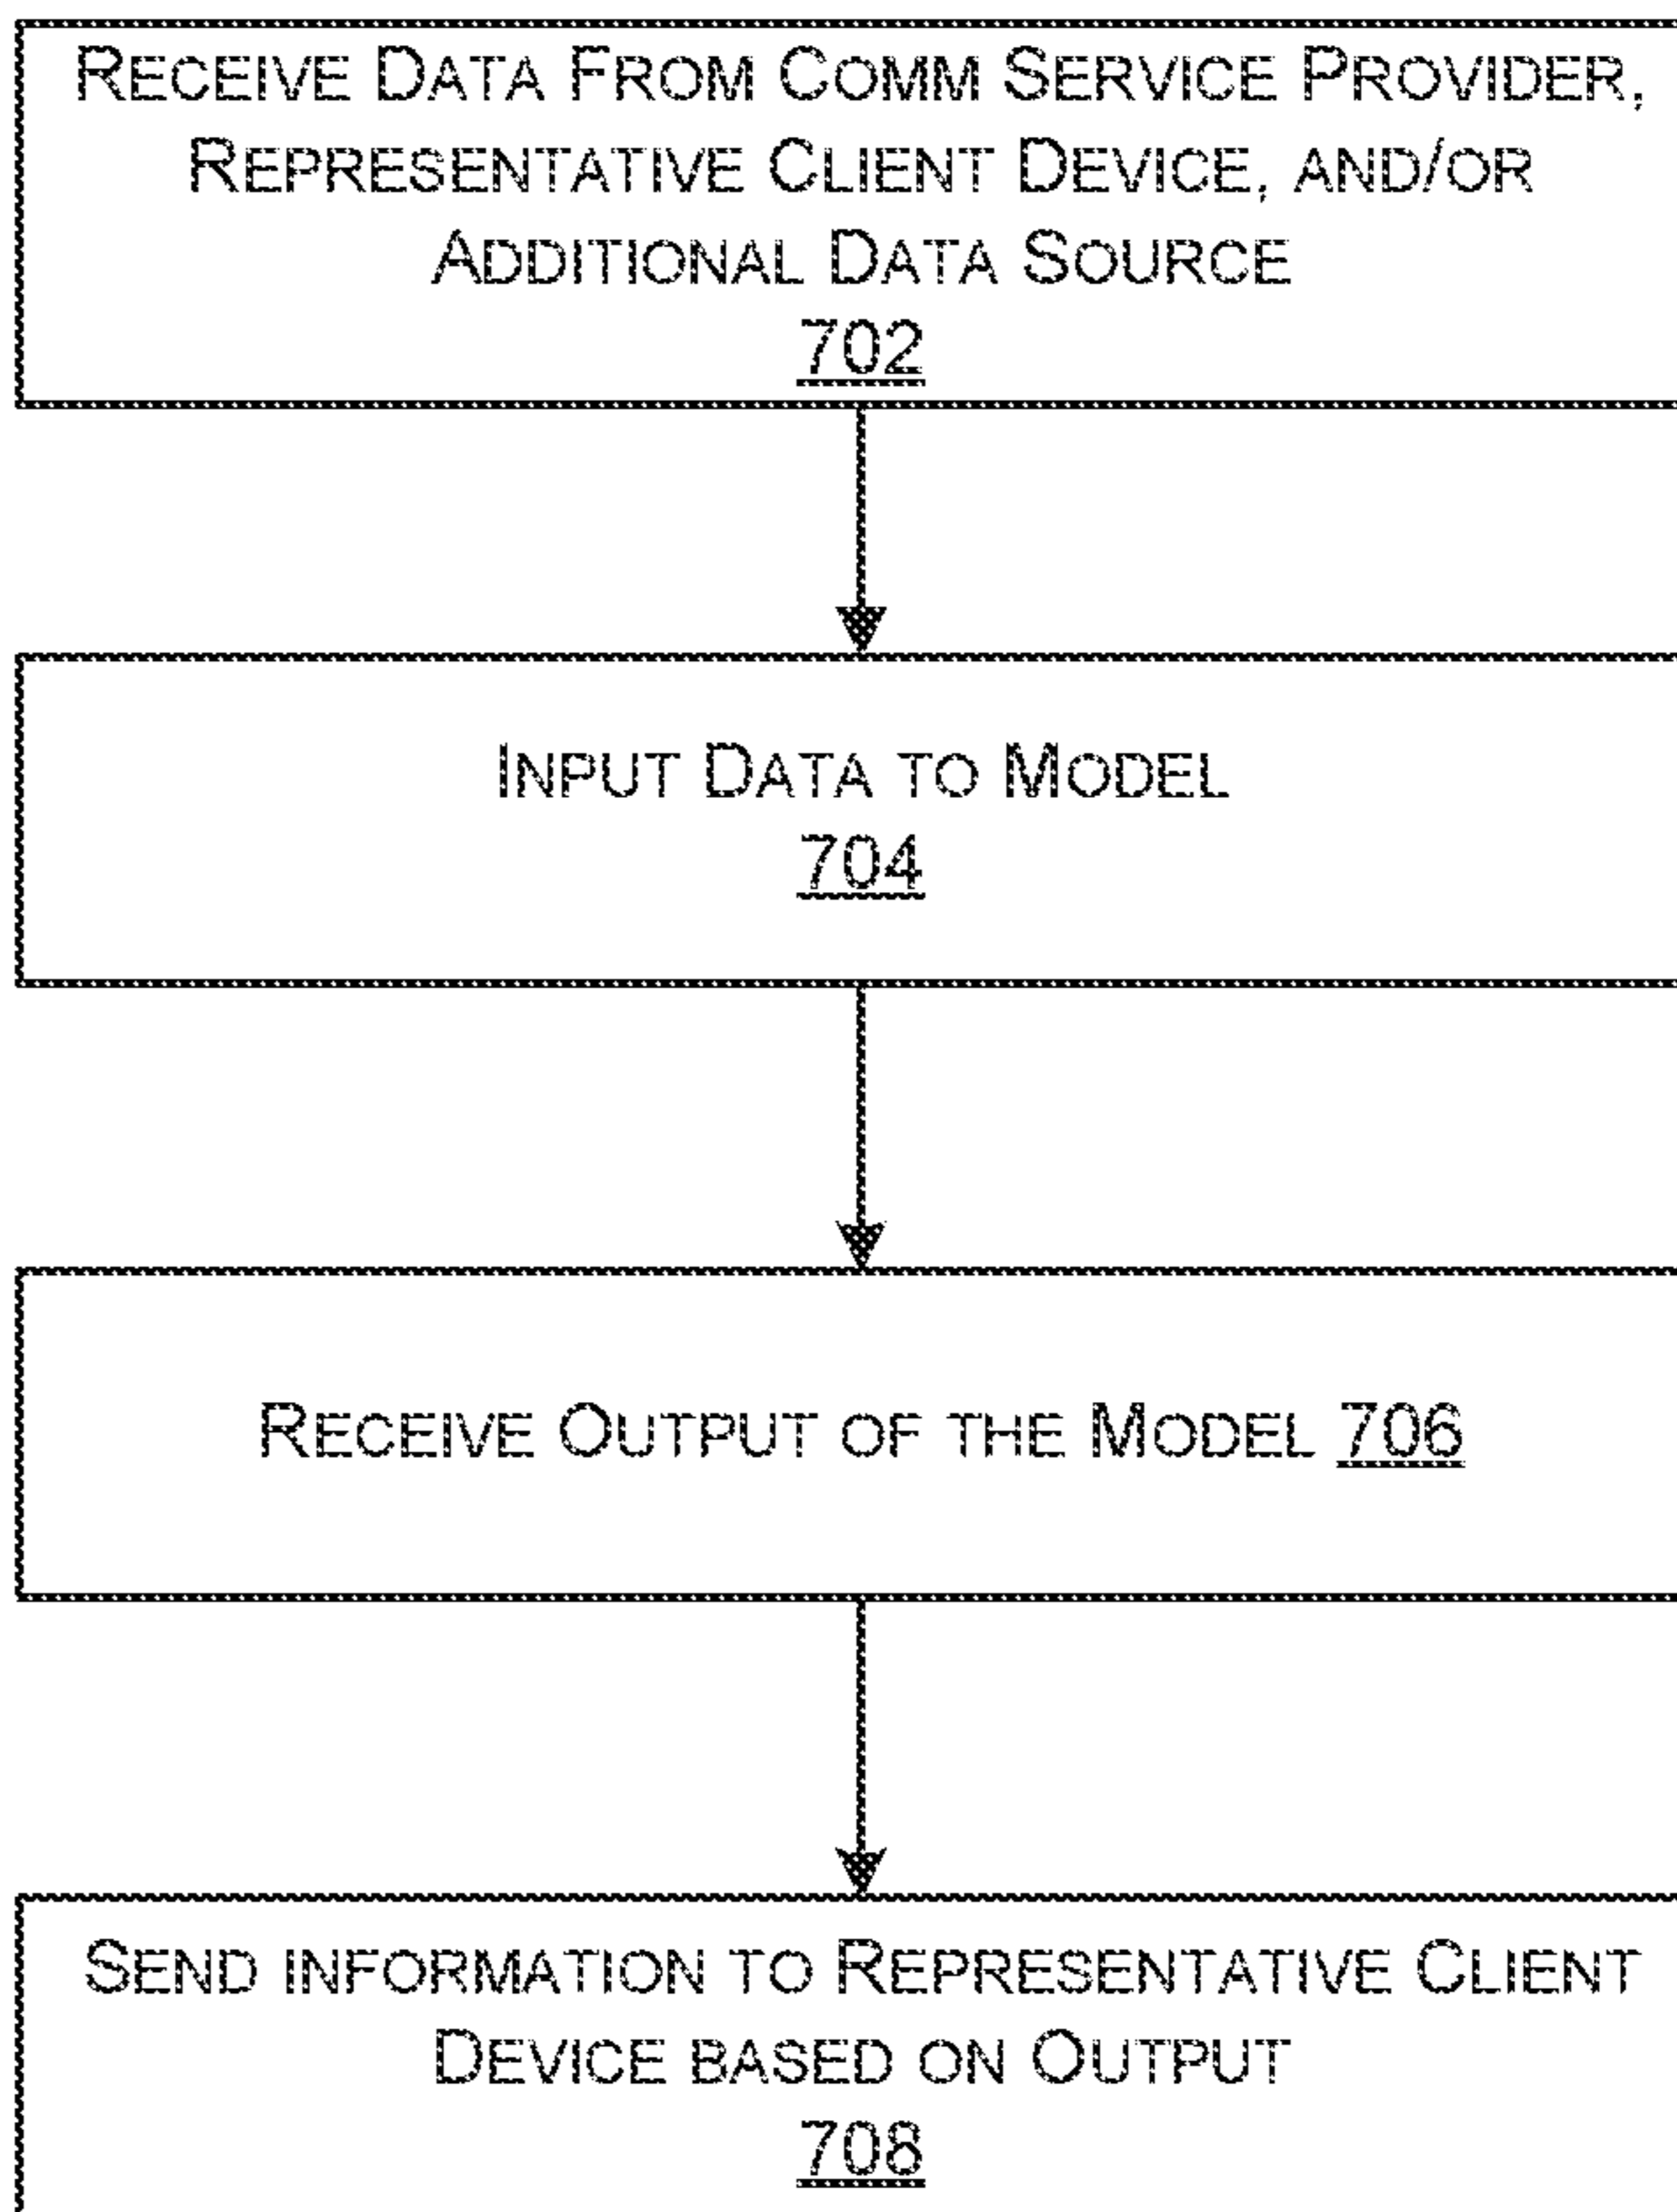 RECEIVE DATA FROM COMM SERVICE PROVIDER,
REPRESENTATIVE CLIENT DEVICE, AND/OR
ADDITIONAL DATA SOURCE
702
INPUT DATA TO MODEL
704
RECEIVE OUTPUT OF THE MODEL 706
SEND INFORMATION TO REPRESENTATIVE CLIENT
DEVICE BASED ON OUTPUT
708